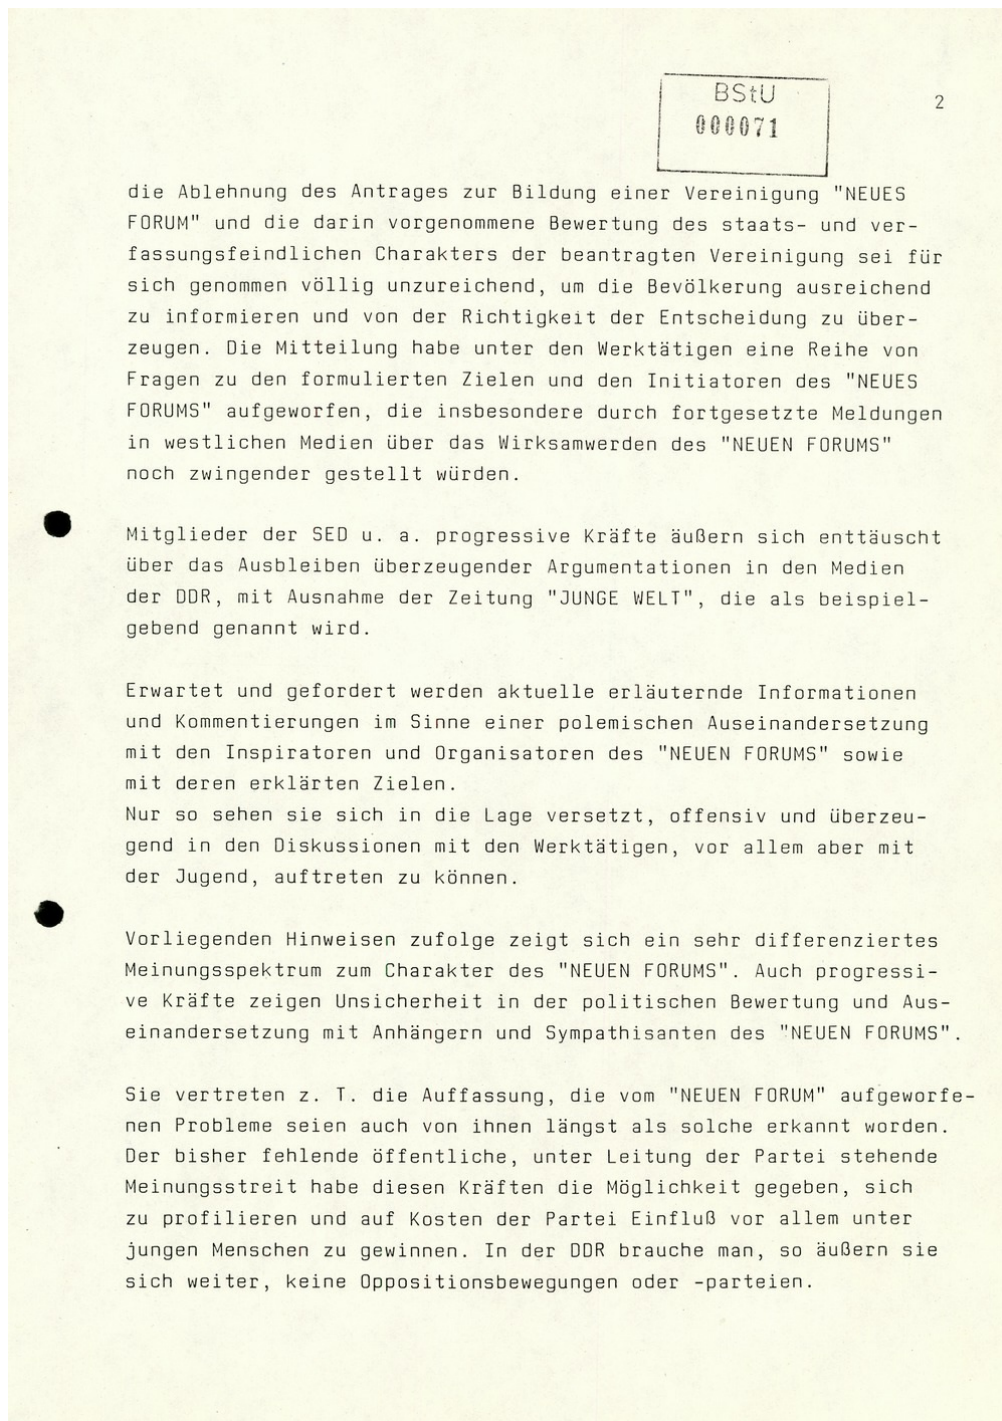 BStU
000071
2
die Ablehnung des Antrages zur Bildung einer Vereinigung "NEUES
FORUM" und die darin vorgenommene Bewertung des staats- und ver-
fassungsfeindlichen Charakters der beantragten Vereinigung sei für
sich genommen völlig unzureichend, um die Bevölkerung ausreichend
zu informieren und von der Richtigkeit der Entscheidung zu über-
zeugen. Die Mitteilung habe unter den Werktätigen eine Reihe von
Fragen zu den formulierten Zielen und den Initiatoren des "NEUES
FORUMS" aufgeworfen, die insbesondere durch fortgesetzte Meldungen
in westlichen Medien über das Wirksamwerden des "NEUEN FORUMS"
noch zwingender gestellt würden.
Mitglieder der SED u. a. progressive Kräfte äußern sich enttäuscht
über das Ausbleiben überzeugender Argumentationen in den Medien
der DDR, mit Ausnahme der Zeitung "JUNGE WELT", die als beispiel-
gebend genannt wird.
Erwartet und gefordert werden aktuelle erläuternde Informationen
und Kommentierungen im Sinne einer polemischen Auseinandersetzung
mit den Inspiratoren und Organisatoren des "NEUEN FORUMS" sowie
mit deren erklärten Zielen.
Nur so sehen sie sich in die Lage versetzt, offensiv und überzeu-
gend in den Diskussionen mit den Werktätigen, vor allem aber mit
der Jugend, auftreten zu können.
Vorliegenden Hinweisen zufolge zeigt sich ein sehr differenziertes
Meinungsspektrum zum Charakter des "NEUEN FORUMS". Auch progressi-
ve Kräfte zeigen Unsicherheit in der politischen Bewertung und Aus-
einandersetzung mit Anhängern und Sympathisanten des "NEUEN FORUMS".
Sie vertreten z. T. die Auffassung, die vom "NEUEN FORUM" aufgeworfe-
nen Probleme seien auch von ihnen längst als solche erkannt worden.
Der bisher fehlende öffentliche, unter Leitung der Partei stehende
Meinungsstreit habe diesen Kräften die Möglichkeit gegeben, sich
zu profilieren und auf Kosten der Partei Einfluß vor allem unter
jungen Menschen zu gewinnen. In der DDR brauche man, so äußern sie
sich weiter, keine Oppositionsbewegungen oder -parteien.